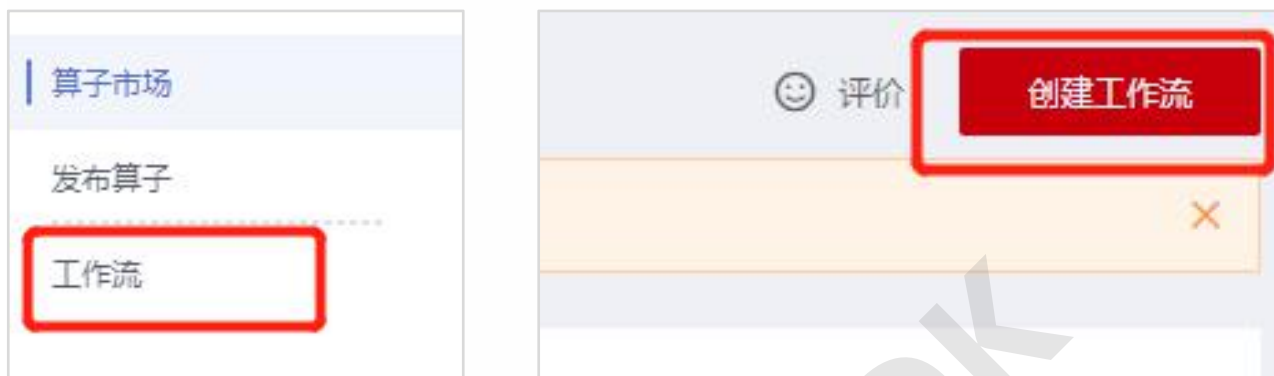 算子市场
发布算子
工作流
评价
创建工作流